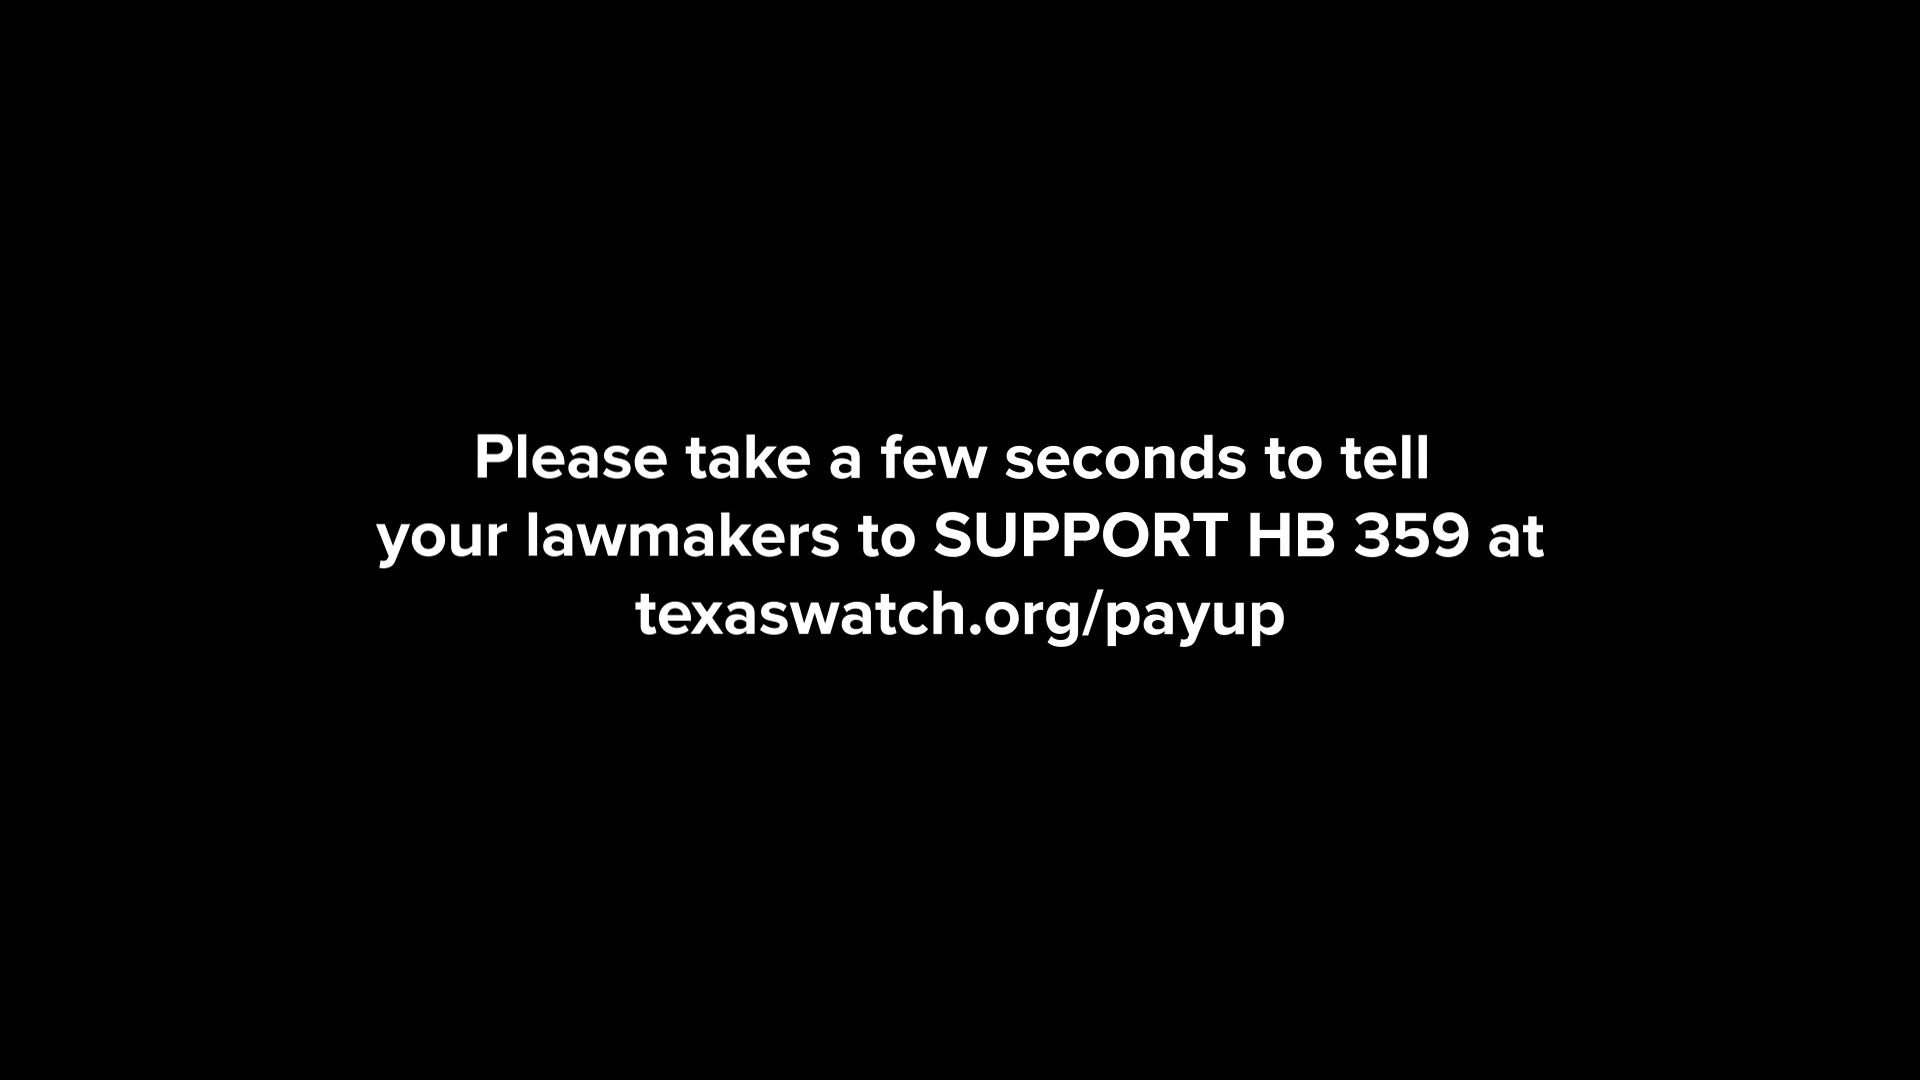 Please take a few seconds to tell
your lawmakers to SUPPORT HB 359 at
texaswatch.org/payup